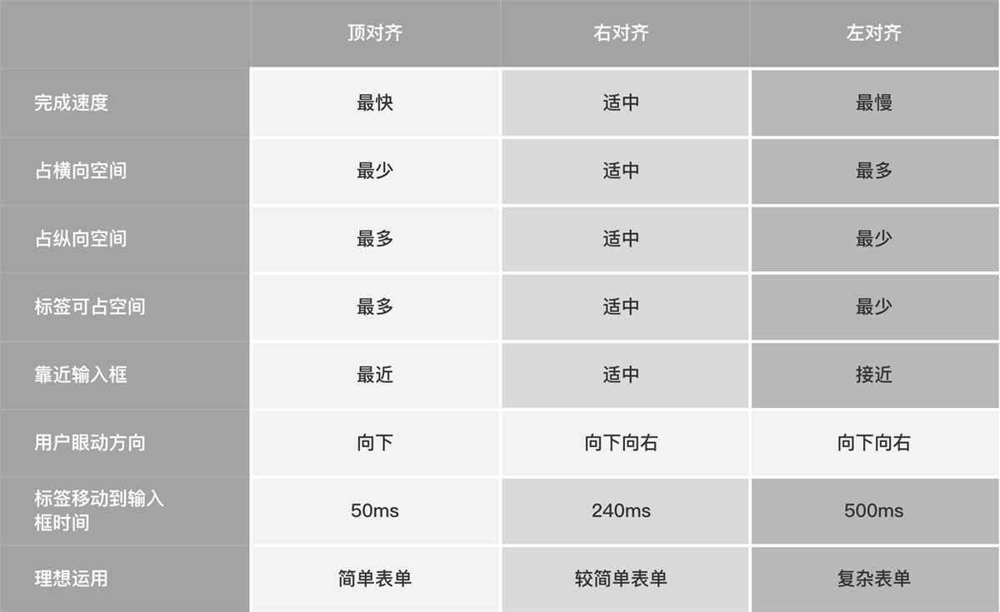 顶对齐 右对齐 左对齐
完成速度 最快 适中 最慢
占横向空间 最少 适中 最多
占纵向空间 最多 适中 最少
标签可占空间 最多 适中 最少
靠近输入框 最近 适中 接近
用户眼动方向 向下 向下向右 向下向右
标签移动到输入
框时间 50ms 240ms 500ms
理想运用 简单表单 较简单表单 复杂表单